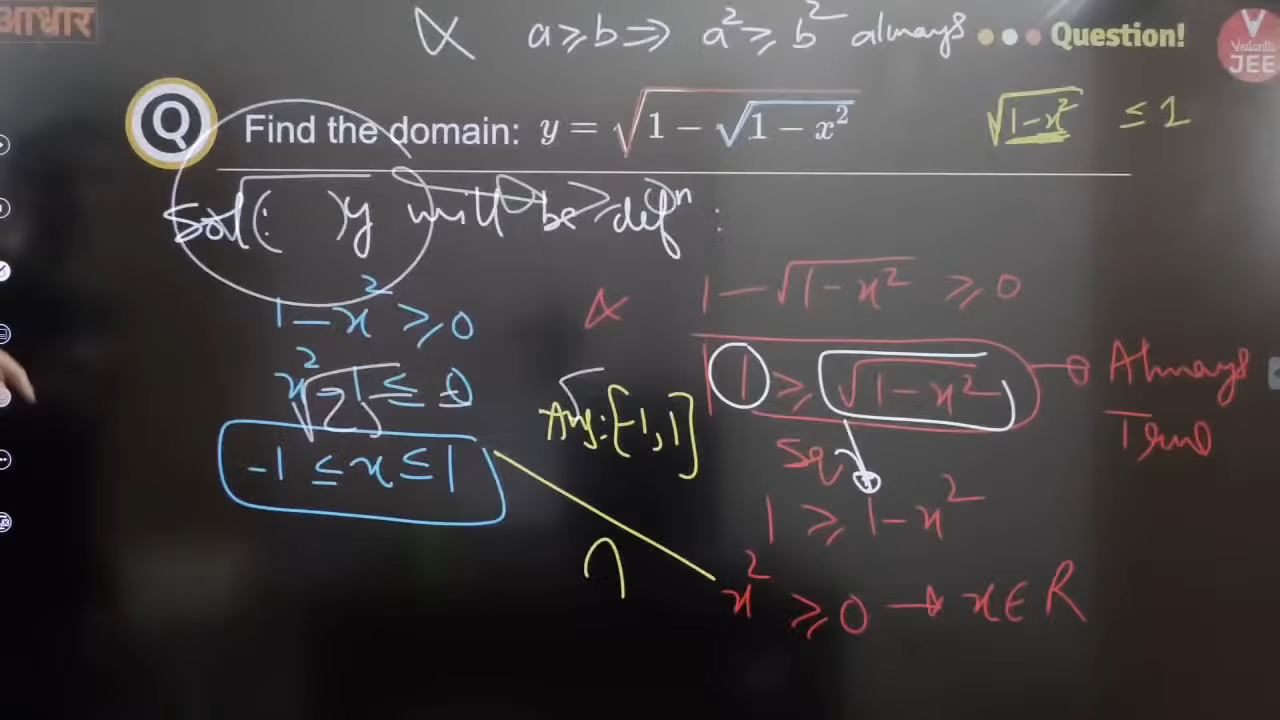 आधार
a ≥ b ⇒ a² ≥ b² always
Question!
Vedantu
JEE
Q
Find the domain: y = √(1 − √(1 − x²))
√(1-x²) ≤ 1
Sol: y will be defⁿ :
1 - x² ≥ 0
x² - 1 ≤ 0
-1 ≤ x ≤ 1
&
1 - √(1-x²) ≥ 0
1 ≥ √(1-x²)
Always
True
Ans: [-1, 1]
Sq
1 ≥ 1-x²
x² ≥ 0 → x ∈ R
∩